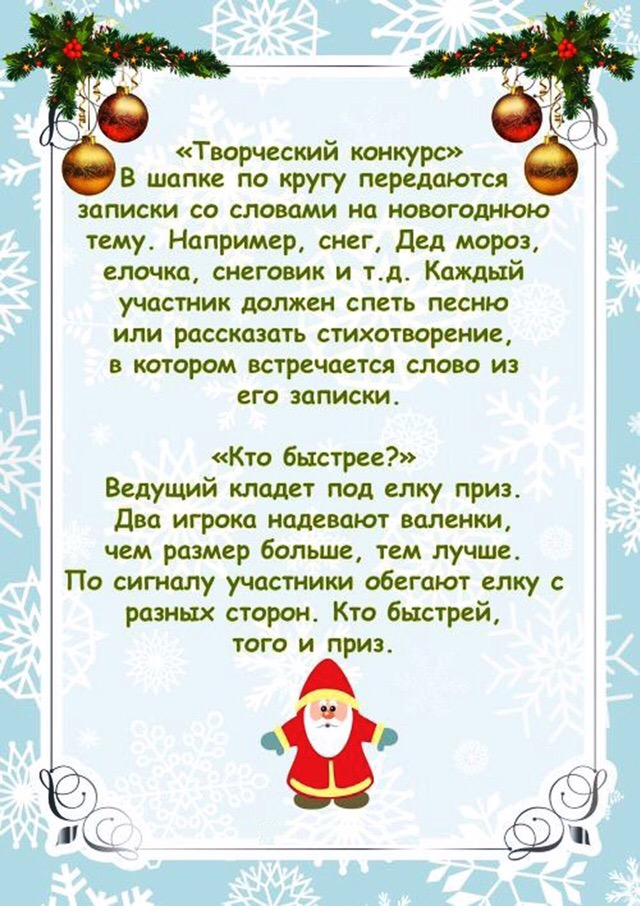 «Творческий конкурс»
В шапке по кругу передаются
записки со словами на новогоднюю
тему. Например, снег, Дед мороз,
елочка, снеговик и т.д. Каждый
участник должен спеть песню
или рассказать стихотворение,
в котором встречается слово из
его записки.
«Кто быстрее?»
Ведущий кладет под елку приз.
Два игрока надевают валенки,
чем размер больше, тем лучше.
По сигналу участники обегают елку с
разных сторон. Кто быстрей,
того и приз.